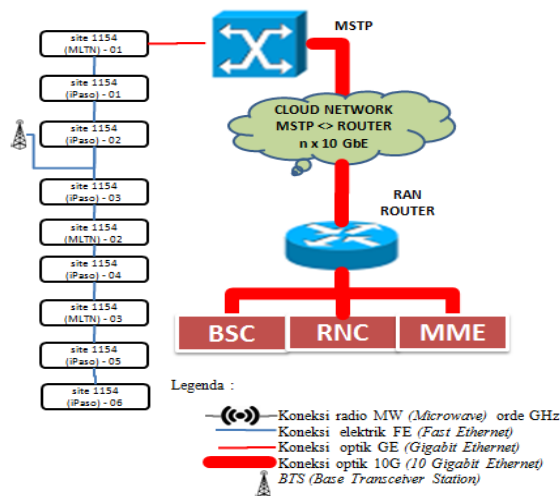 MSTP
site 1154
(MLTN) - 01
site 1154
(iPaso) - 01
site 1154
(iPaso) - 02
site 1154
(iPaso) - 03
site 1154
(MLTN) - 02
site 1154
(iPaso) - 04
site 1154
(MLTN) - 03
site 1154
(iPaso) - 05
site 1154
(iPaso) - 06
CLOUD NETWORK
MSTP <> ROUTER
n x 10 GbE
RAN
ROUTER
BSC
RNC
MME
Legenda :
Koneksi radio MW (Microwave) orde GHz
Koneksi elektrik FE (Fast Ethernet)
Koneksi optik GE (Gigabit Ethernet)
Koneksi optik 10G (10 Gigabit Ethernet)
BTS (Base Transceiver Station)